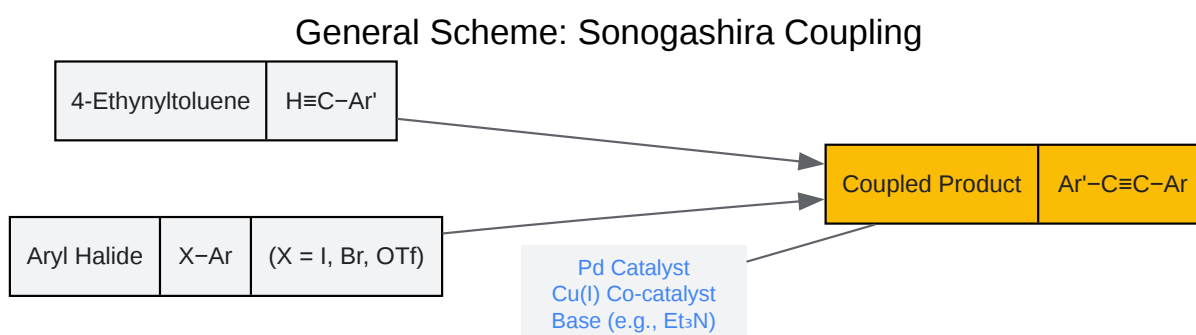 General Scheme: Sonogashira Coupling
4-Ethynyltoluene H≡C−Ar'
Coupled Product Ar'−C≡C−Ar
Aryl Halide X−Ar (X = I, Br, OTf)
Pd Catalyst
Cu(I) Co-catalyst
Base (e.g., Et₃N)